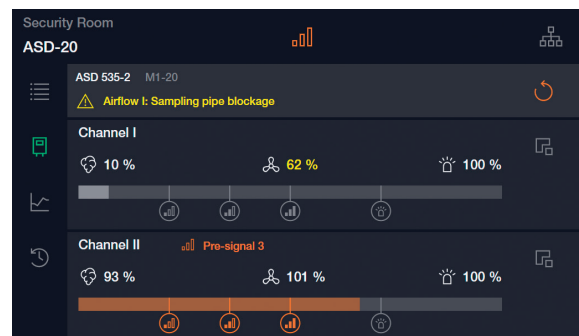 Security Room
ASD-20
ASD 535-2 M1-20
Airflow I: Sampling pipe blockage
Channel I
10 % 62 % 100 %
Channel II Pre-signal 3
93 % 101 % 100 %